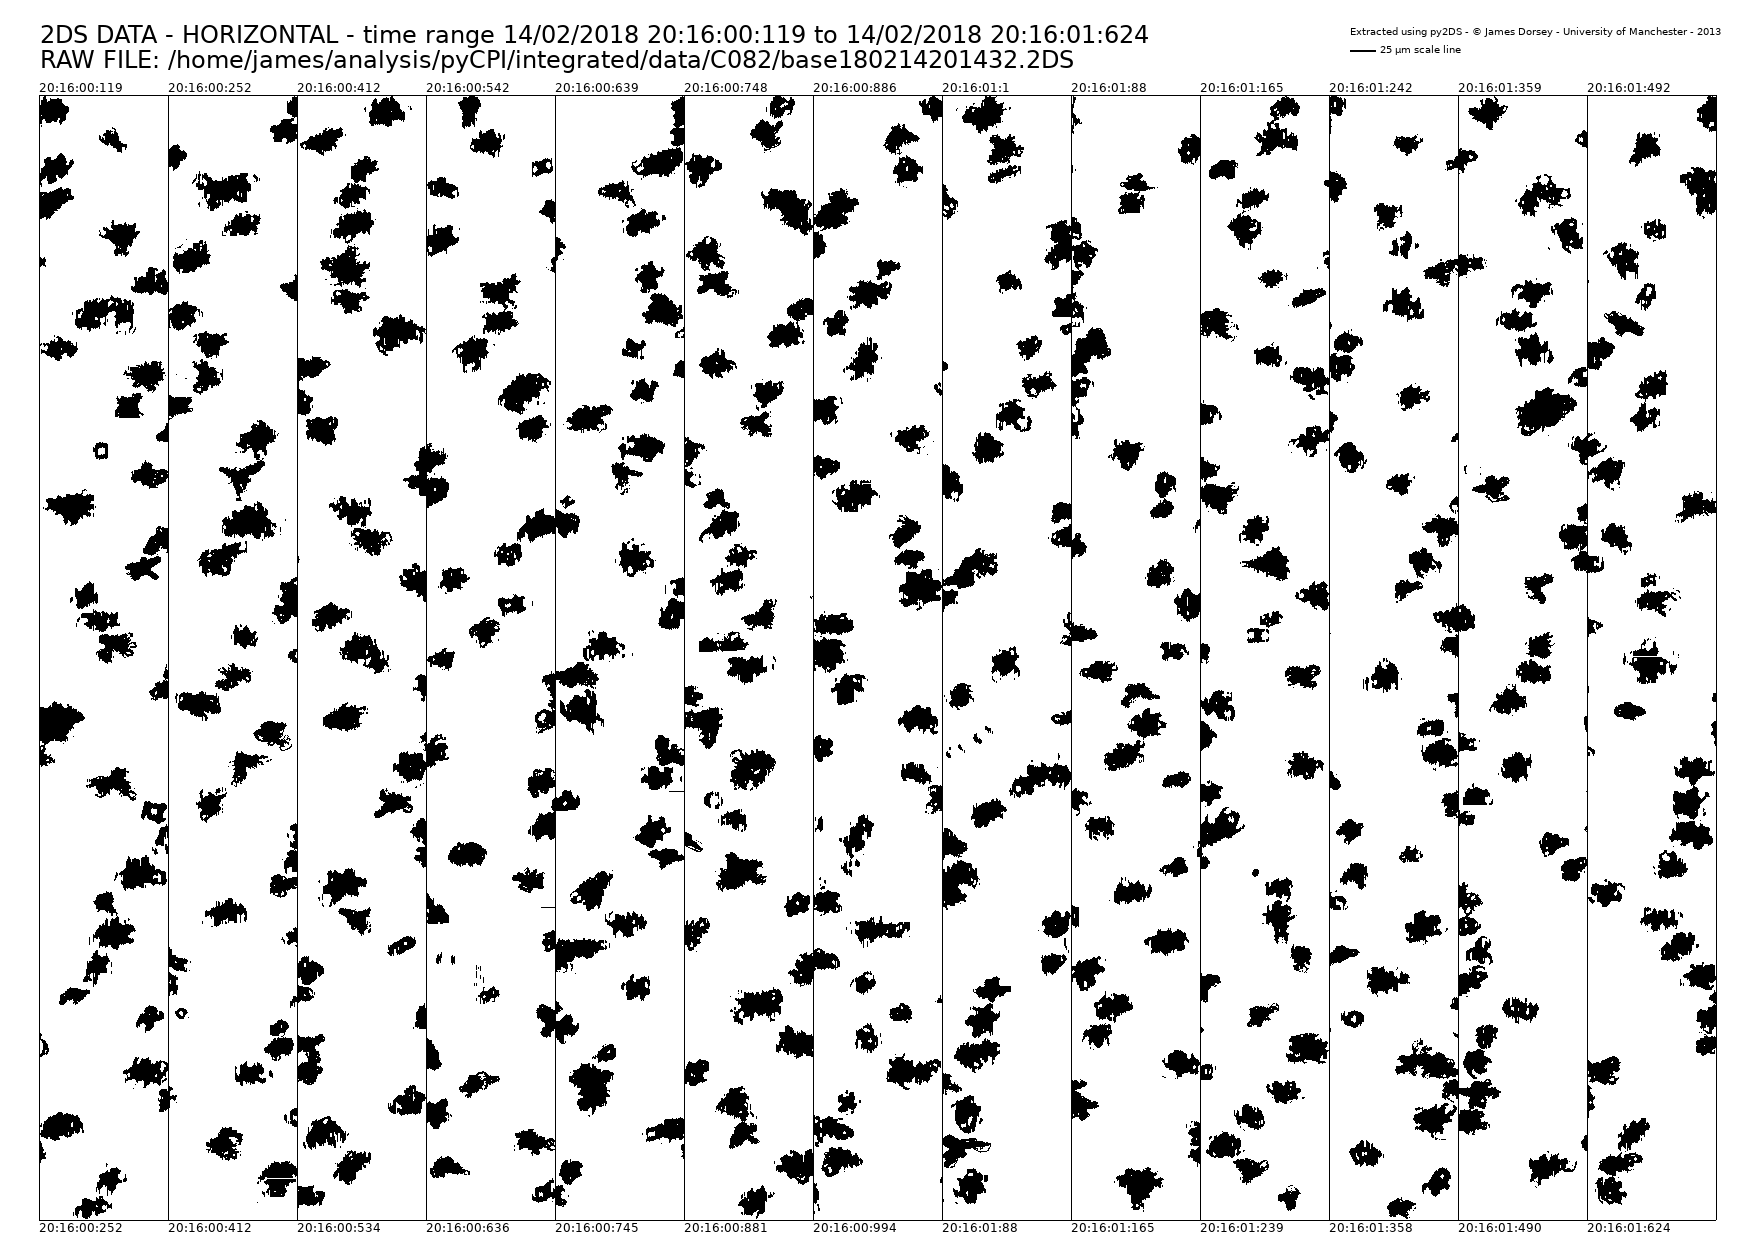 2DS DATA - HORIZONTAL - time range 14/02/2018 20:16:00:119 to 14/02/2018 20:16:01:624
RAW FILE: /home/james/analysis/pyCPI/integrated/data/C082/base180214201432.2DS
Extracted using py2DS - © James Dorsey - University of Manchester - 2013
25 µm scale line
20:16:00:119 20:16:00:252 20:16:00:412 20:16:00:542 20:16:00:639 20:16:00:748 20:16:00:886 20:16:01:1 20:16:01:88 20:16:01:165 20:16:01:242 20:16:01:359 20:16:01:492
20:16:00:252 20:16:00:412 20:16:00:534 20:16:00:636 20:16:00:745 20:16:00:881 20:16:00:994 20:16:01:88 20:16:01:165 20:16:01:239 20:16:01:358 20:16:01:490 20:16:01:624